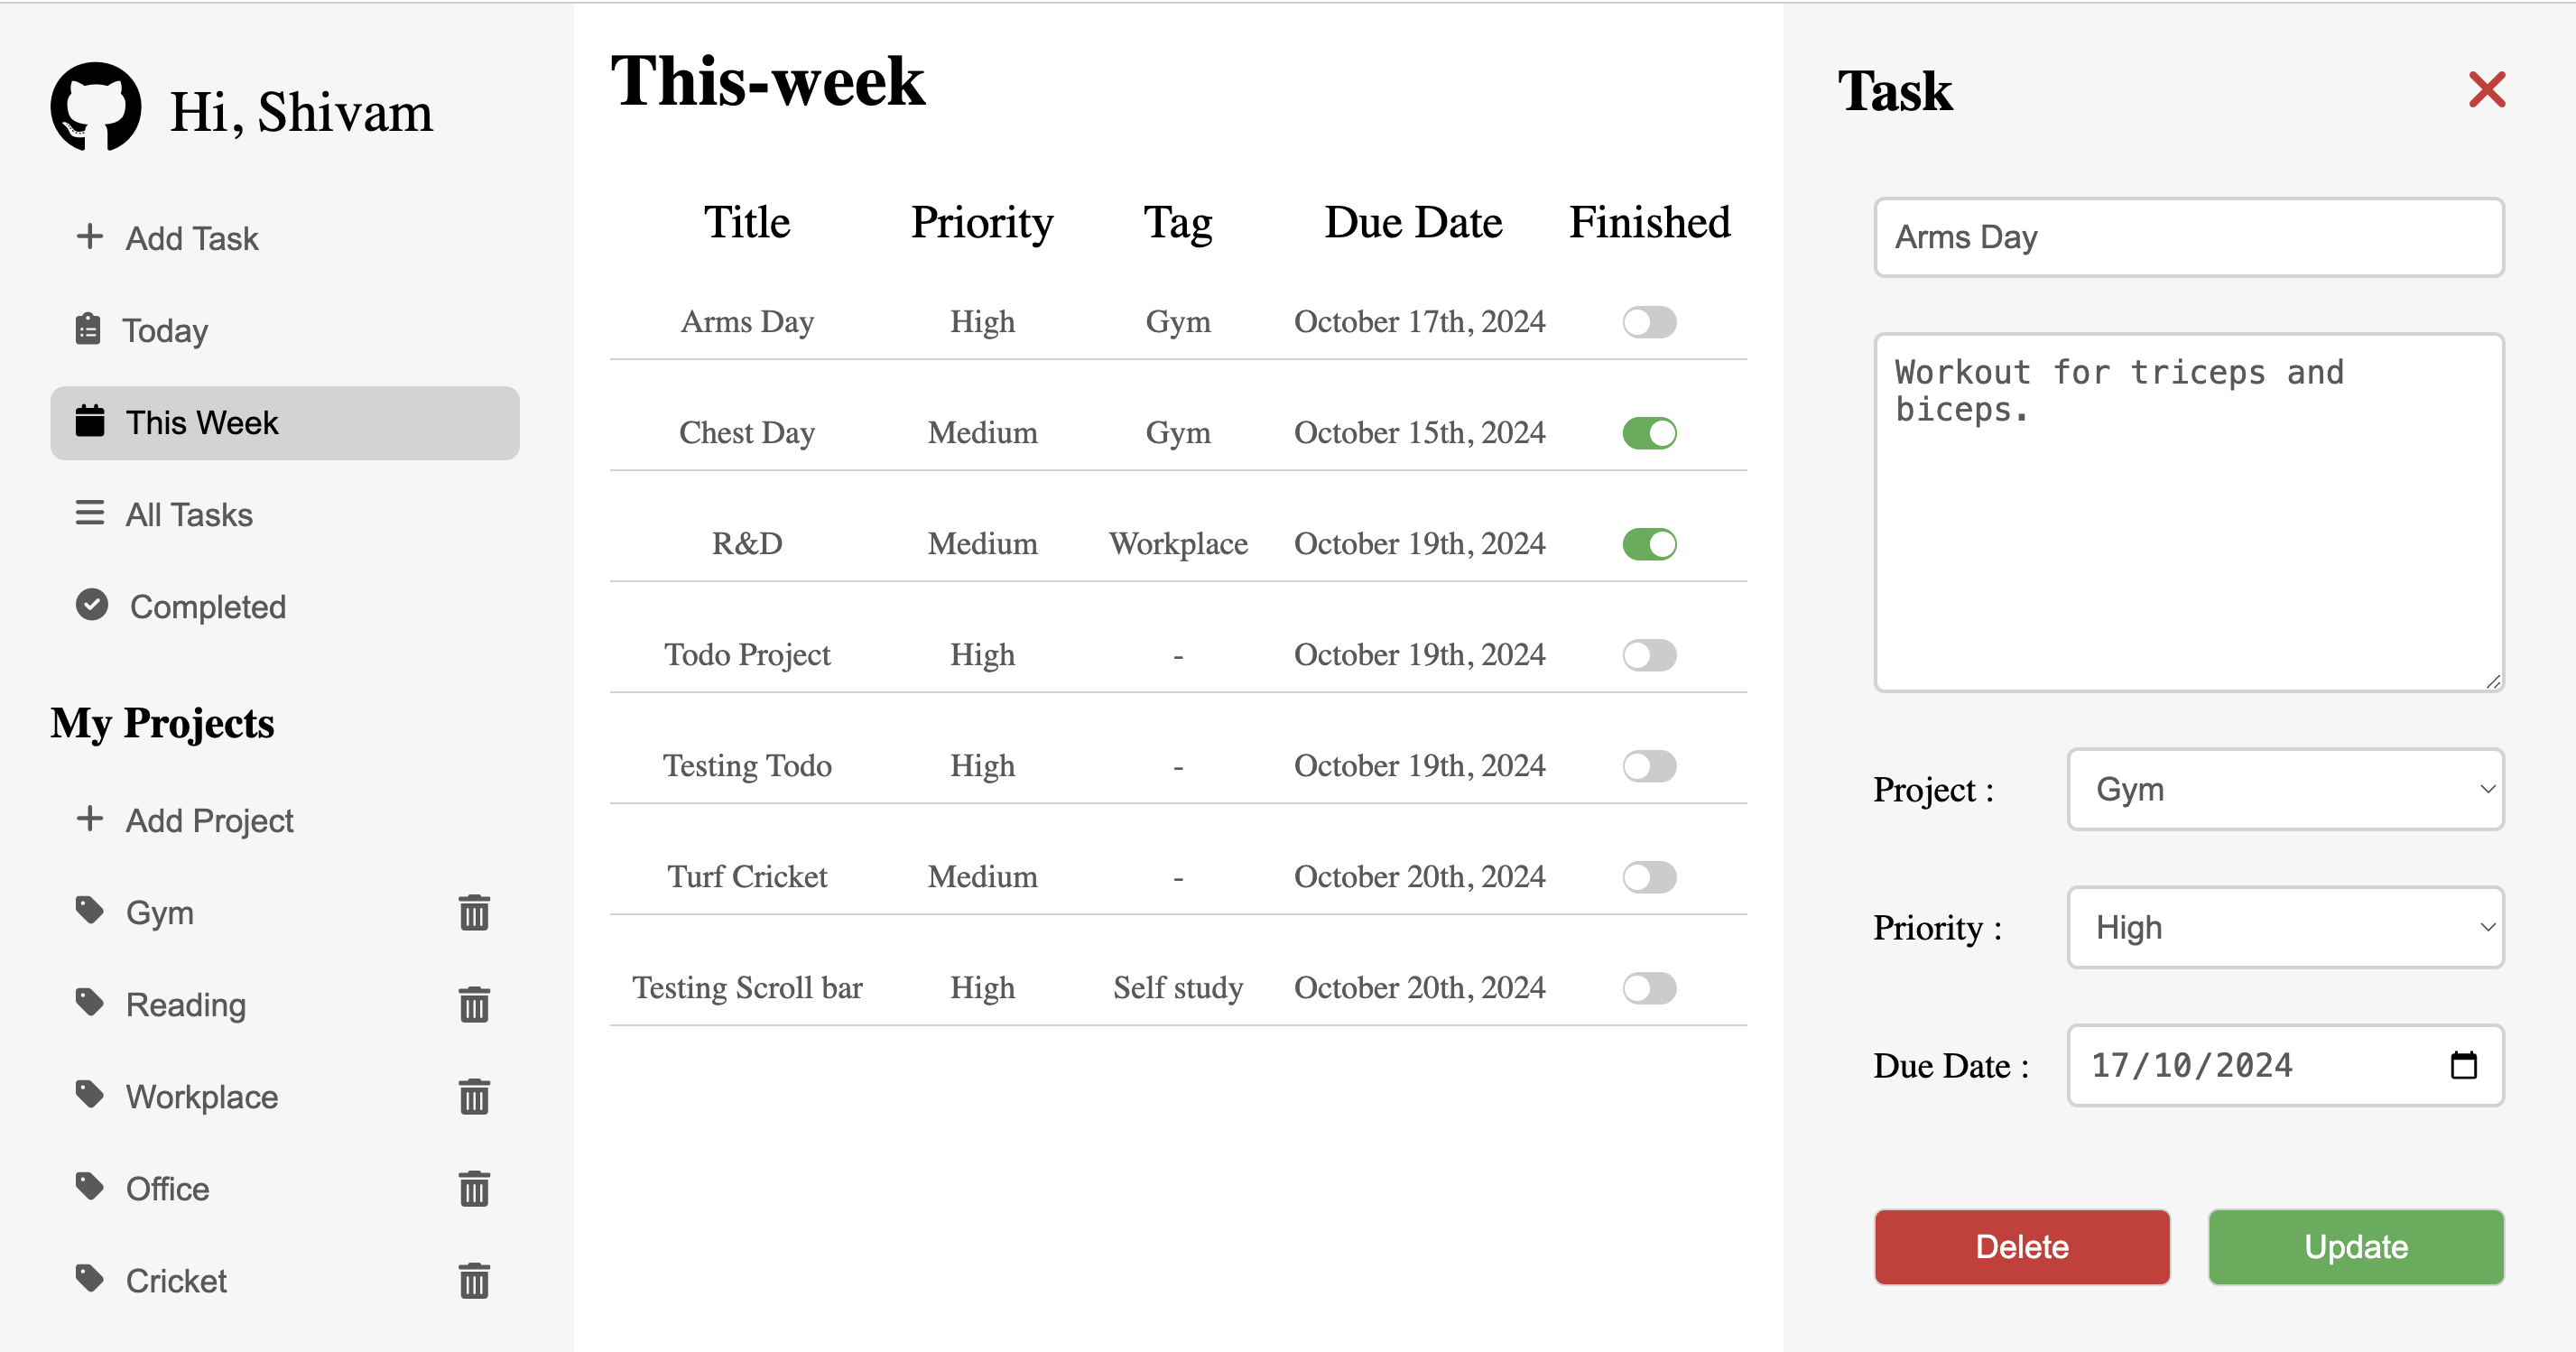 Hi, Shivam
Add Task
Today
This Week
All Tasks
Completed
My Projects
Add Project
Gym
Reading
Workplace
Office
Cricket
This-week
Title Priority Tag Due Date Finished
Arms Day High Gym October 17th, 2024
Chest Day Medium Gym October 15th, 2024
R&D Medium Workplace October 19th, 2024
Todo Project High - October 19th, 2024
Testing Todo High - October 19th, 2024
Turf Cricket Medium - October 20th, 2024
Testing Scroll bar High Self study October 20th, 2024
Task
Arms Day
Workout for triceps and
biceps.
Project : Gym
Priority : High
Due Date : 17/10/2024
Delete Update